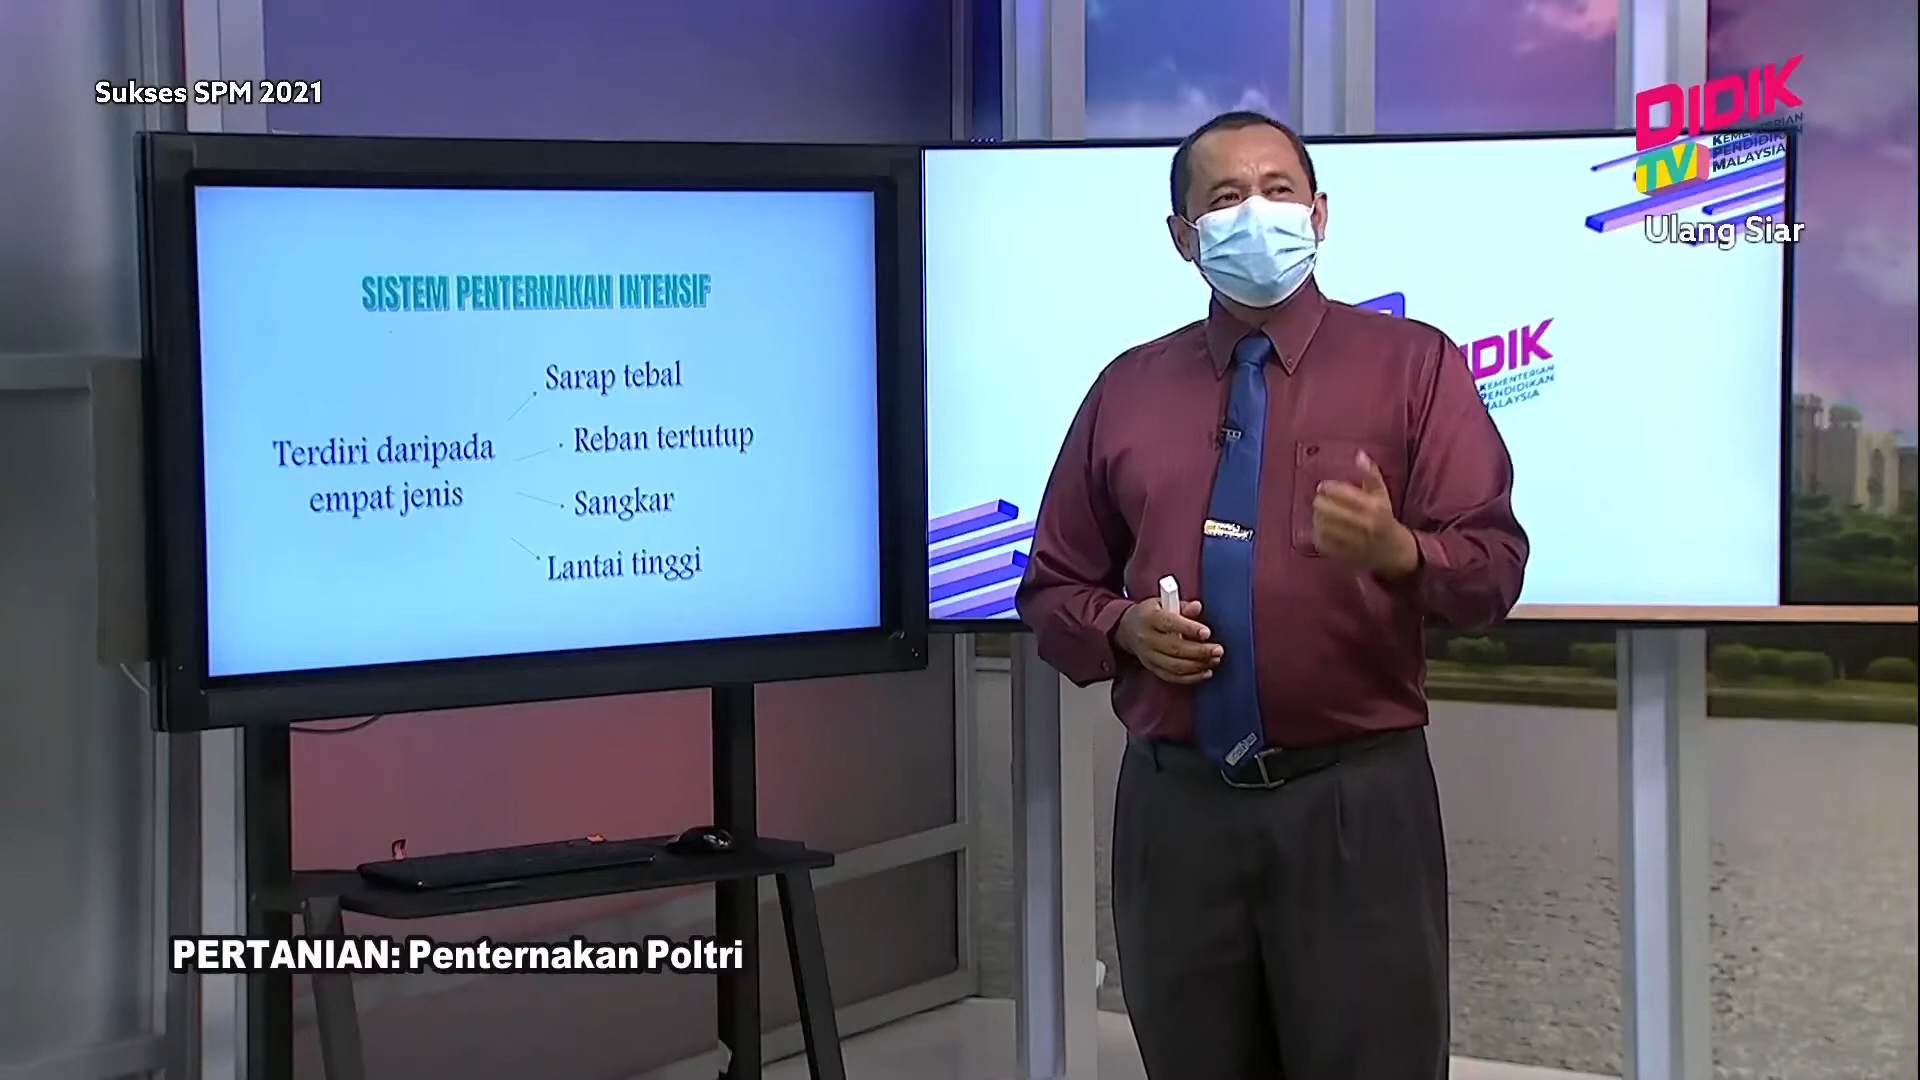 Sukses SPM 2021
DIDIK
TV
KEMENTERIAN
PENDIDIKAN
MALAYSIA
Ulang Siar
SISTEM PENTERNAKAN INTENSIF
Terdiri daripada
empat jenis
Sarap tebal
Reban tertutup
Sangkar
Lantai tinggi
DIDIK
KEMENTERIAN
PENDIDIKAN
MALAYSIA
PERTANIAN: Penternakan Poltri